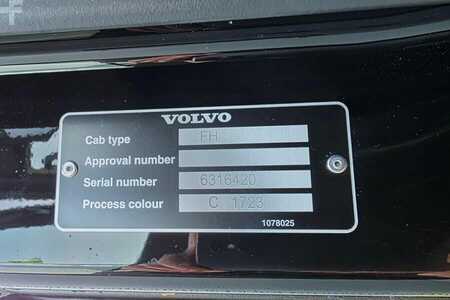 VOLVO
Cab type FH
Approval number
Serial number 6316420
Process colour C 1723
1078025